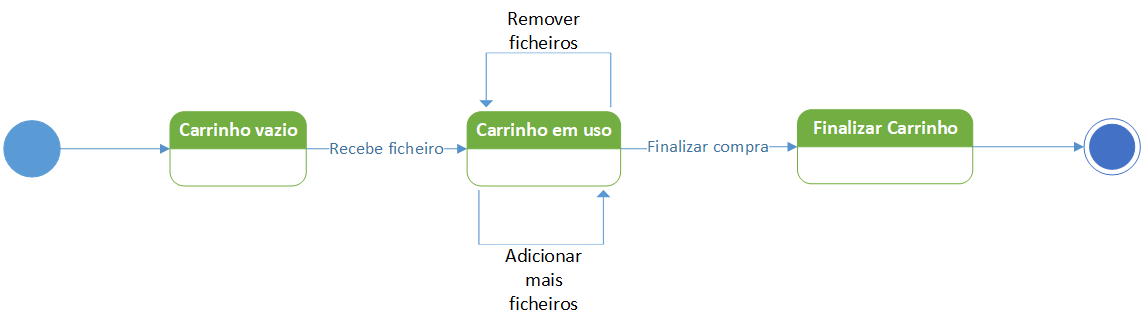 Remover
ficheiros
Carrinho vazio
Recebe ficheiro
Carrinho em uso
Finalizar compra
Finalizar Carrinho
Adicionar
mais
ficheiros